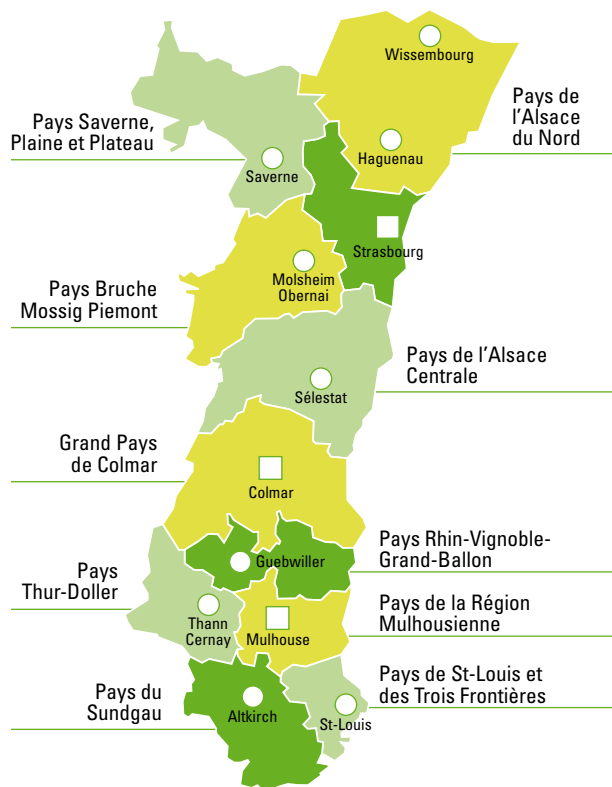 Wissembourg
Pays de
l'Alsace
du Nord
Pays Saverne,
Plaine et Plateau
Haguenau
Saverne
Strasbourg
Molsheim
Obernai
Pays Bruche
Mossig Piemont
Pays de l'Alsace
Centrale
Sélestat
Grand Pays
de Colmar
Colmar
Pays Rhin-Vignoble-
Grand-Ballon
Guebwiller
Pays
Thur-Doller
Pays de la Région
Mulhousienne
Thann
Cernay
Mulhouse
Pays de St-Louis et
des Trois Frontières
Pays du
Sundgau
Altkirch
St-Louis